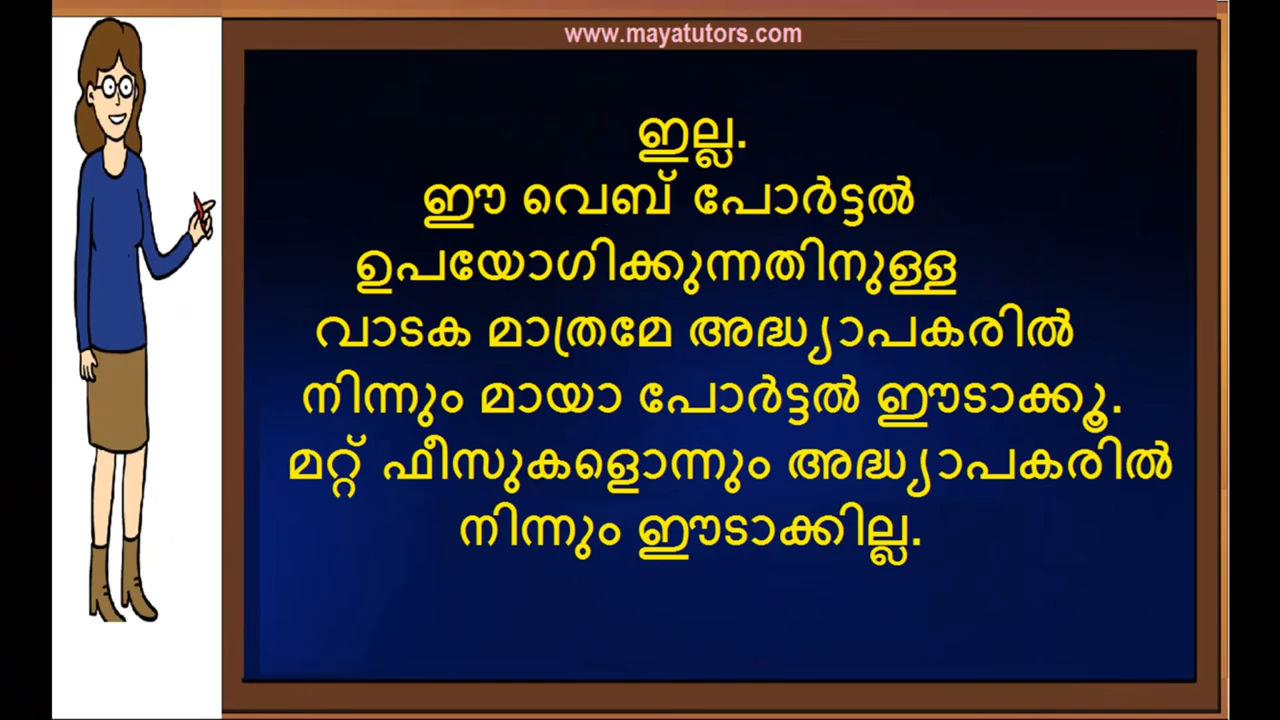 www.mayatutors.com
ഇല്ല.
ഈ വെബ് പോർട്ടൽ
ഉപയോഗിക്കുന്നതിനുള്ള
വാടക മാത്രമേ അദ്ധ്യാപകരിൽ
നിന്നും മായാ പോർട്ടൽ ഈടാക്കൂ.
മറ്റ് ഫീസുകളൊന്നും അദ്ധ്യാപകരിൽ
നിന്നും ഈടാക്കില്ല.